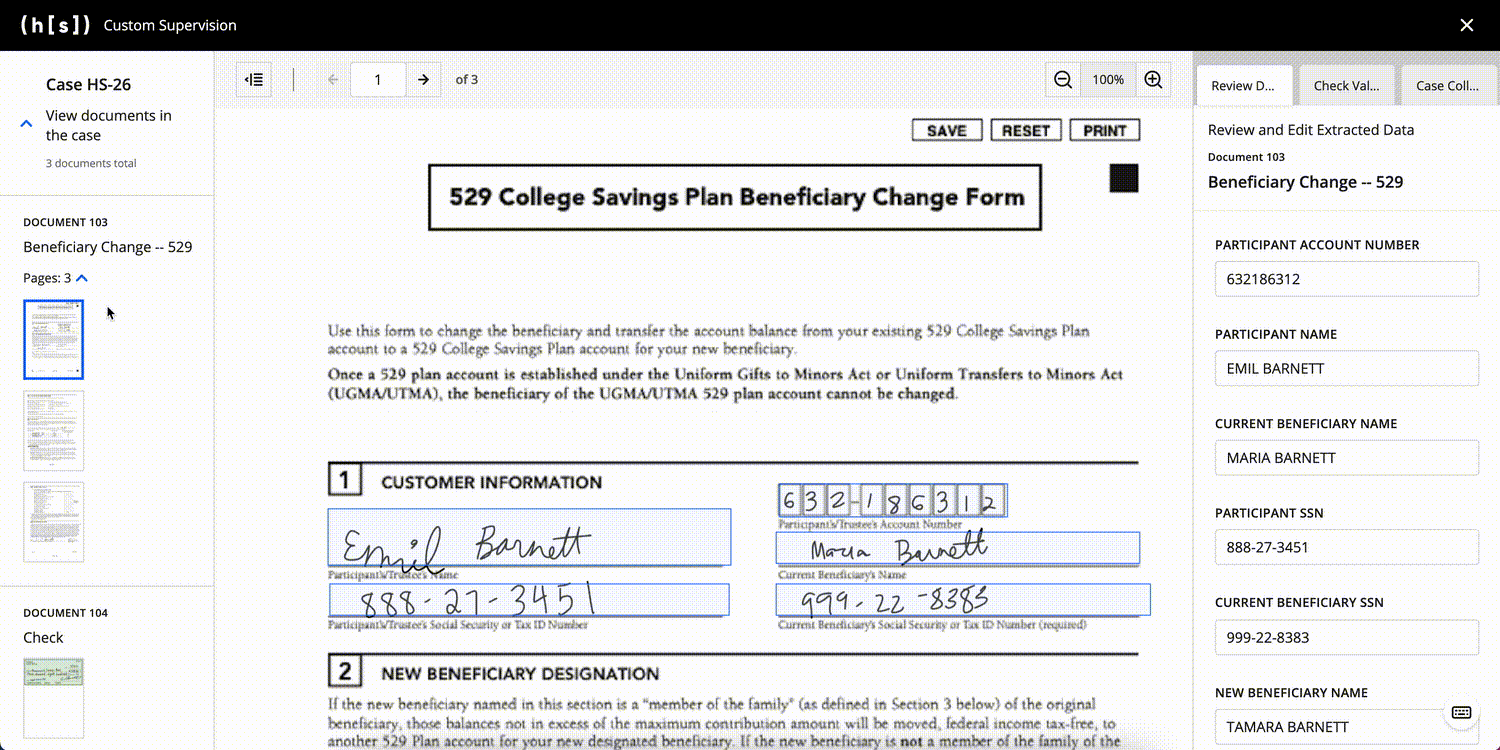 (h[s]) Custom Supervision
Case HS-26
View documents in
the case
3 documents total
DOCUMENT 103
Beneficiary Change -- 529
Pages: 3
DOCUMENT 104
Check
1
of 3
100%
SAVE
RESET
PRINT
529 College Savings Plan Beneficiary Change Form
Use this form to change the beneficiary and transfer the account balance from your existing 529 College Savings Plan
account to a 529 College Savings Plan account for your new beneficiary.
Once a 529 plan account is established under the Uniform Gifts to Minors Act or Uniform Transfers to Minors Act
(UGMA/UTMA), the beneficiary of the UGMA/UTMA 529 plan account cannot be changed.
1 CUSTOMER INFORMATION
632-186312
Participant's/Trustee's Account Number
Emil Barnett
Participant's/Trustee's Name
Maria Barnett
Current Beneficiary's Name
888-27-3451
Participant's/Trustee's Social Security or Tax ID Number
999-22-8383
Current Beneficiary's Social Security or Tax ID Number (required)
2 NEW BENEFICIARY DESIGNATION
If the new beneficiary named in this section is a "member of the family" (as defined in Section 3 below) of the original
beneficiary, those balances not in excess of the maximum contribution amount will be moved, federal income tax-free, to
another 529 Plan account for your new designated beneficiary. If the new beneficiary is not a member of the family of the
Review D...
Check Val...
Case Coll...
Review and Edit Extracted Data
Document 103
Beneficiary Change -- 529
PARTICIPANT ACCOUNT NUMBER
632186312
PARTICIPANT NAME
EMIL BARNETT
CURRENT BENEFICIARY NAME
MARIA BARNETT
PARTICIPANT SSN
888-27-3451
CURRENT BENEFICIARY SSN
999-22-8383
NEW BENEFICIARY NAME
TAMARA BARNETT